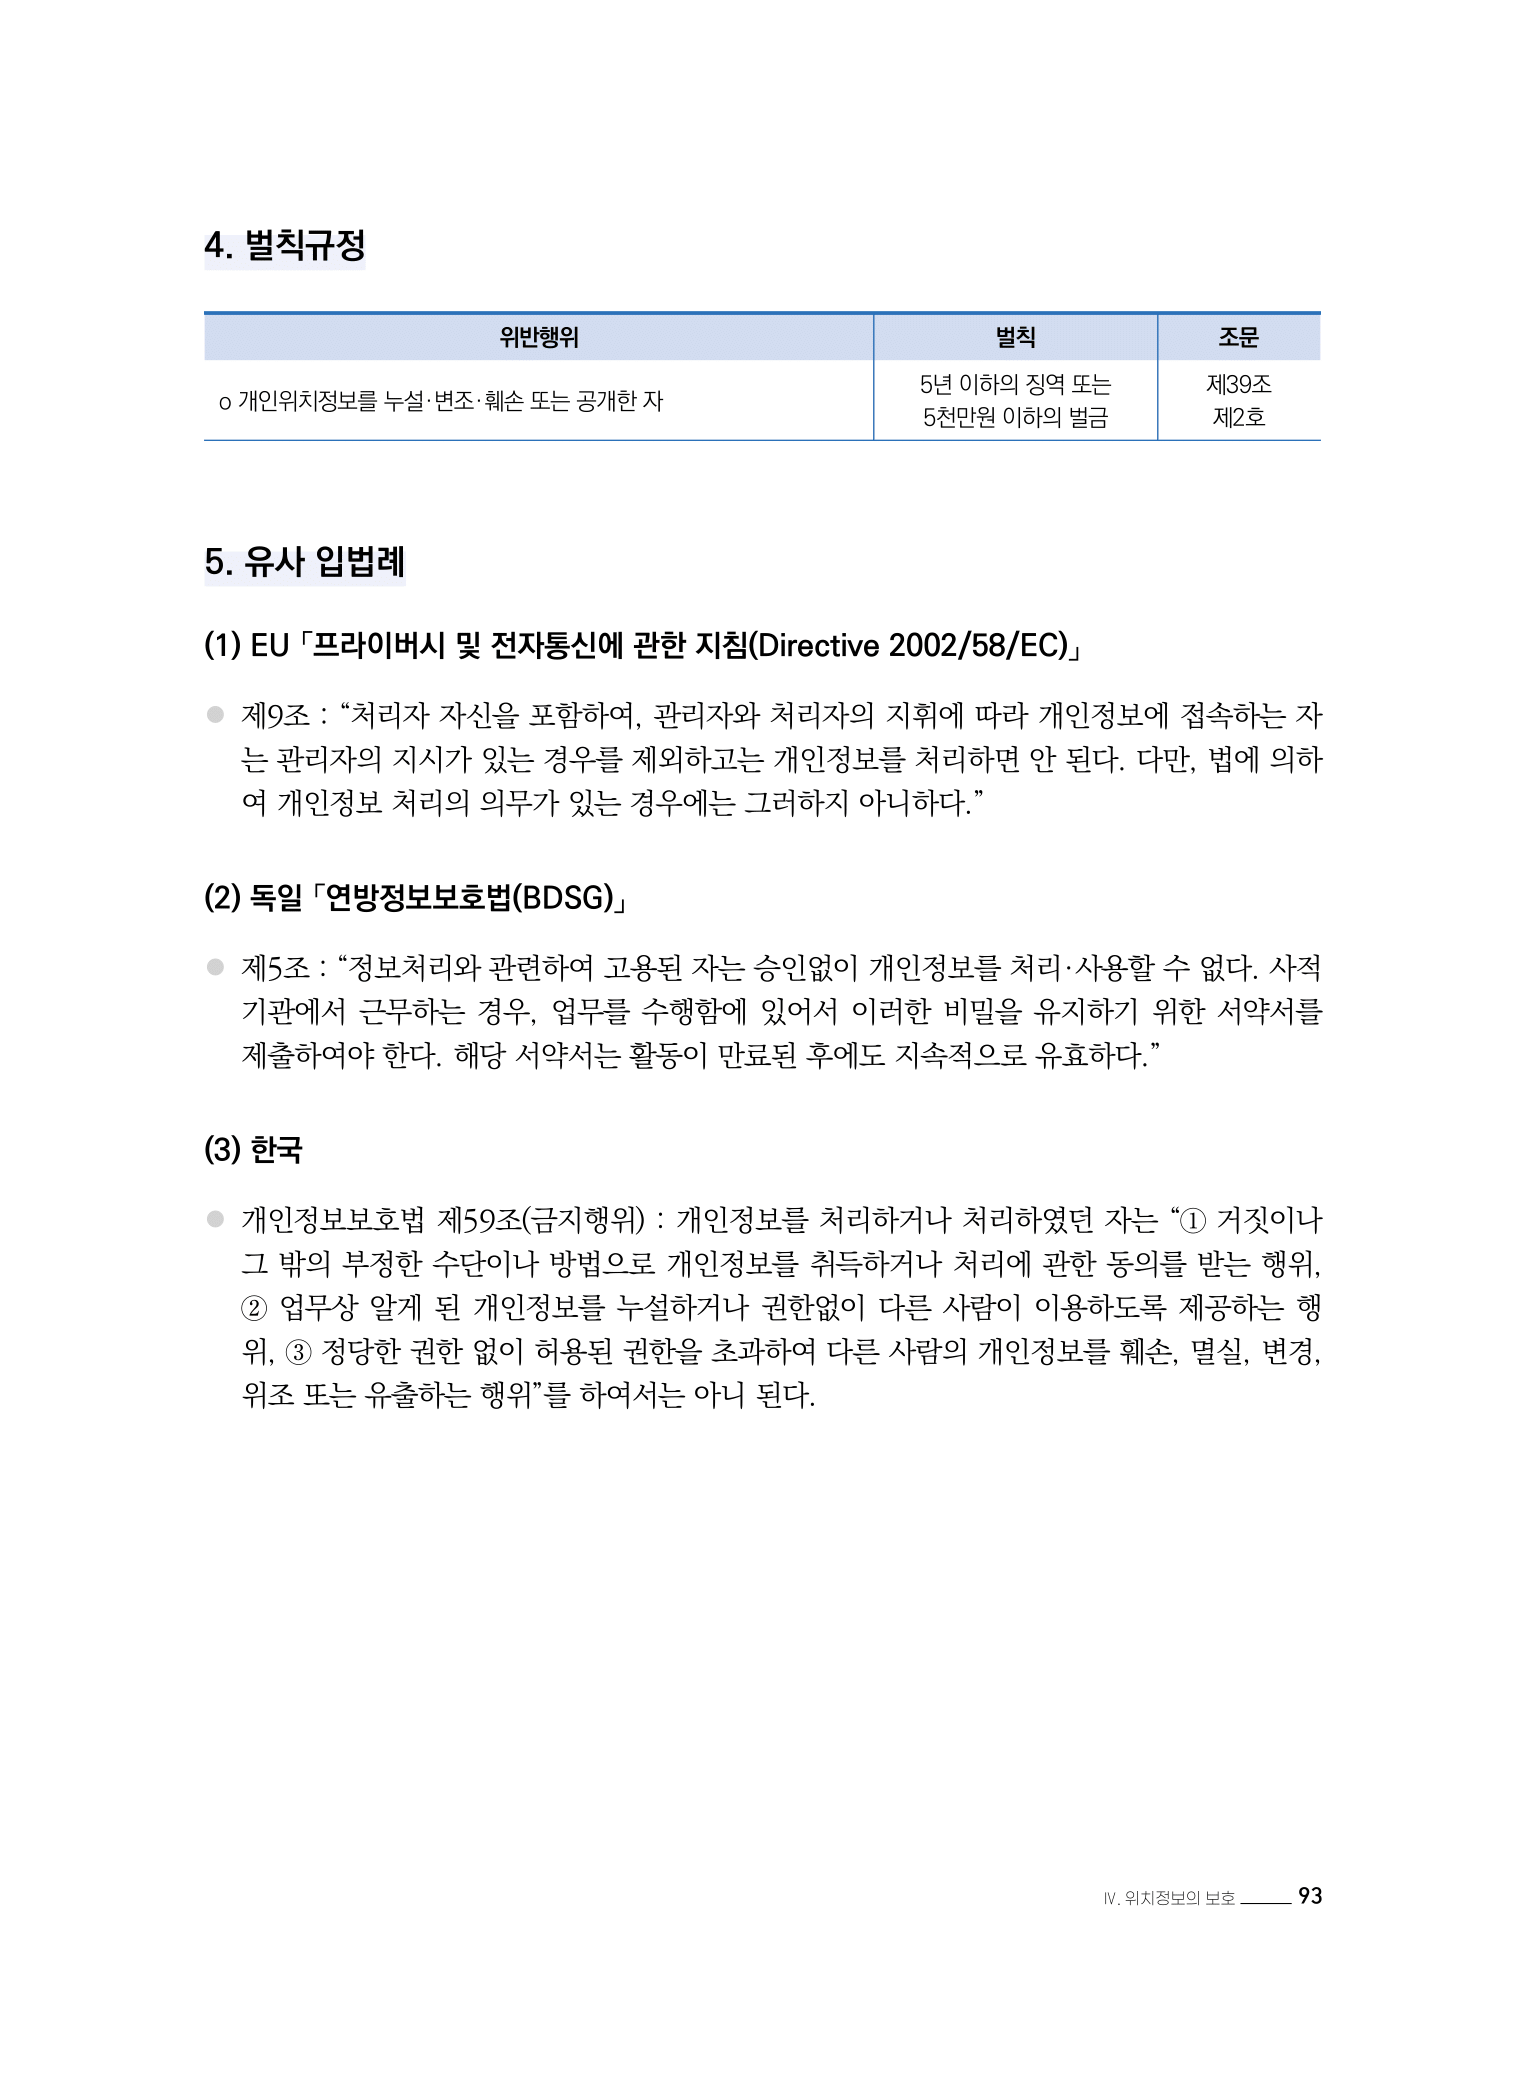 4. 벌칙규정
위반행위 벌칙 조문
o 개인위치정보를 누설·변조·훼손 또는 공개한 자 5년 이하의 징역 또는 5천만원 이하의 벌금 제39조 제2호
5. 유사 입법례
(1) EU 「프라이버시 및 전자통신에 관한 지침(Directive 2002/58/EC)」
● 제9조 : “처리자 자신을 포함하여, 관리자와 처리자의 지휘에 따라 개인정보에 접속하는 자
는 관리자의 지시가 있는 경우를 제외하고는 개인정보를 처리하면 안 된다. 다만, 법에 의하
여 개인정보 처리의 의무가 있는 경우에는 그러하지 아니하다.”
(2) 독일 「연방정보보호법(BDSG)」
● 제5조 : “정보처리와 관련하여 고용된 자는 승인없이 개인정보를 처리·사용할 수 없다. 사적
기관에서 근무하는 경우, 업무를 수행함에 있어서 이러한 비밀을 유지하기 위한 서약서를
제출하여야 한다. 해당 서약서는 활동이 만료된 후에도 지속적으로 유효하다.”
(3) 한국
● 개인정보보호법 제59조(금지행위) : 개인정보를 처리하거나 처리하였던 자는 “① 거짓이나
그 밖의 부정한 수단이나 방법으로 개인정보를 취득하거나 처리에 관한 동의를 받는 행위,
② 업무상 알게 된 개인정보를 누설하거나 권한없이 다른 사람이 이용하도록 제공하는 행
위, ③ 정당한 권한 없이 허용된 권한을 초과하여 다른 사람의 개인정보를 훼손, 멸실, 변경,
위조 또는 유출하는 행위”를 하여서는 아니 된다.
Ⅳ. 위치정보의 보호 93